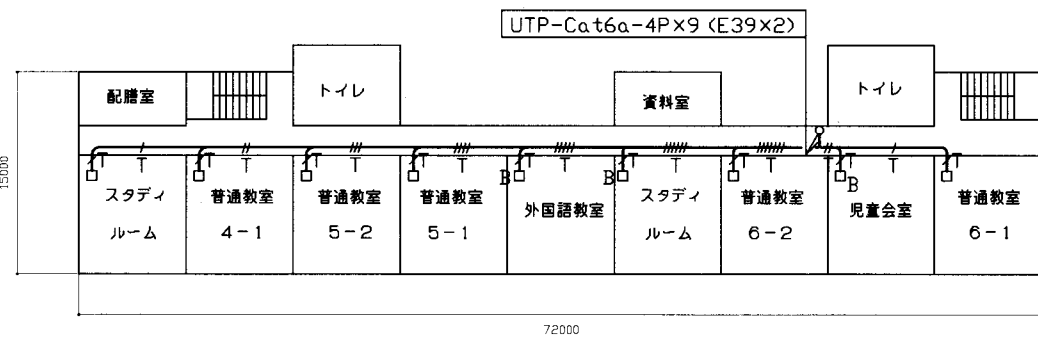 UTP-Cat6a-4P×9 (E39×2)
配膳室
トイレ
資料室
トイレ
15000
T T T T T T T T T T T T T T T T T T
B B B
スタディ
ルーム
普通教室
4-1
普通教室
5-2
普通教室
5-1
外国語教室
スタディ
ルーム
普通教室
6-2
児童会室
普通教室
6-1
72000